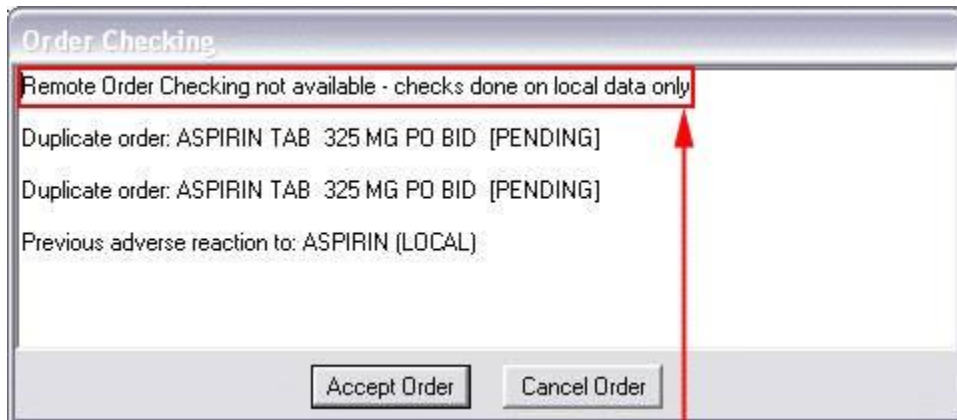 Order Checking
Remote Order Checking not available - checks done on local data only
Duplicate order: ASPIRIN TAB 325 MG PO BID [PENDING]
Duplicate order: ASPIRIN TAB 325 MG PO BID [PENDING]
Previous adverse reaction to: ASPIRIN (LOCAL)
Accept Order Cancel Order